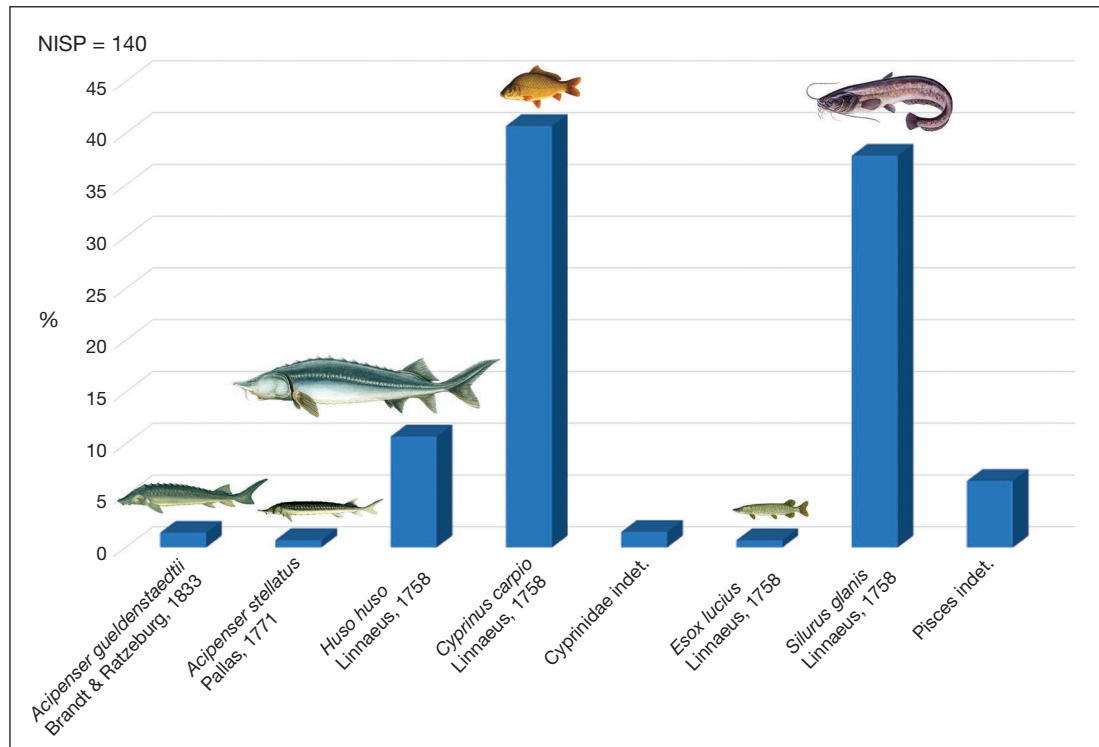 NISP = 140
45
40
35
30
25
%
20
15
10
5
0
Acipenser gueldenstaedtii
Brandt & Ratzeburg, 1833
Acipenser stellatus
Pallas, 1771
Huso huso
Linnaeus, 1758
Cyprinus carpio
Linnaeus, 1758
Cyprinidae indet.
Esox lucius
Linnaeus, 1758
Silurus glanis
Linnaeus, 1758
Pisces indet.